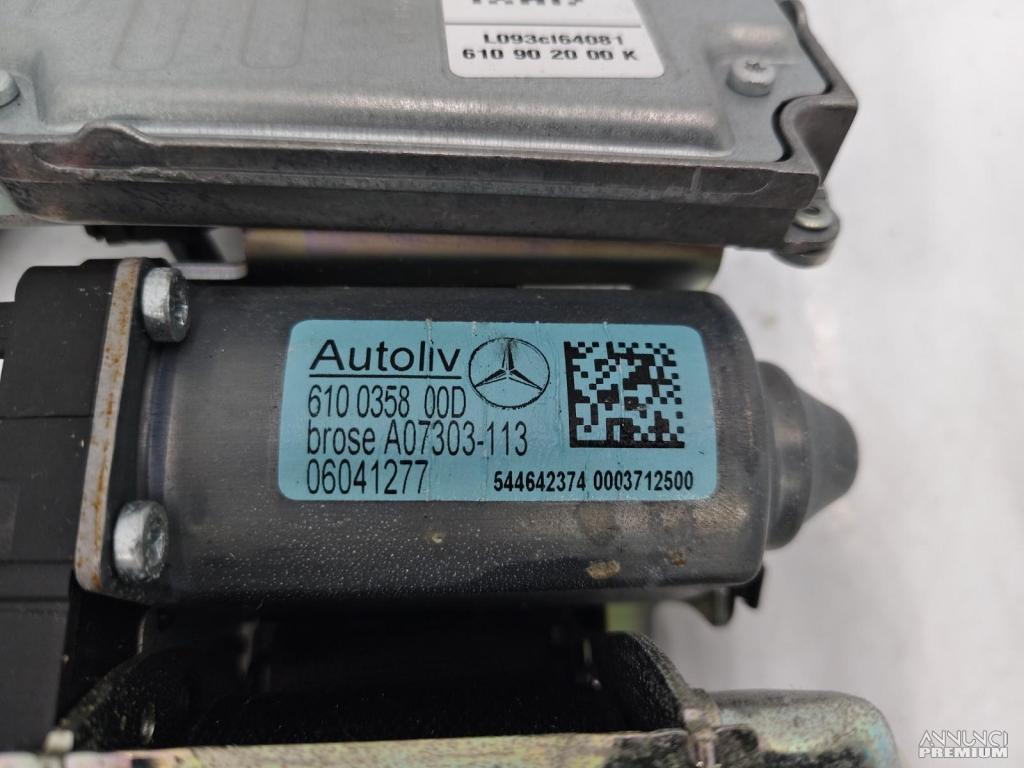 L093cl64081
610 90 20 00 K
Autoliv
610 0358 00D
brose A07303-113
06041277
544642374 0003712500
ANNUNCI
PREMIUM